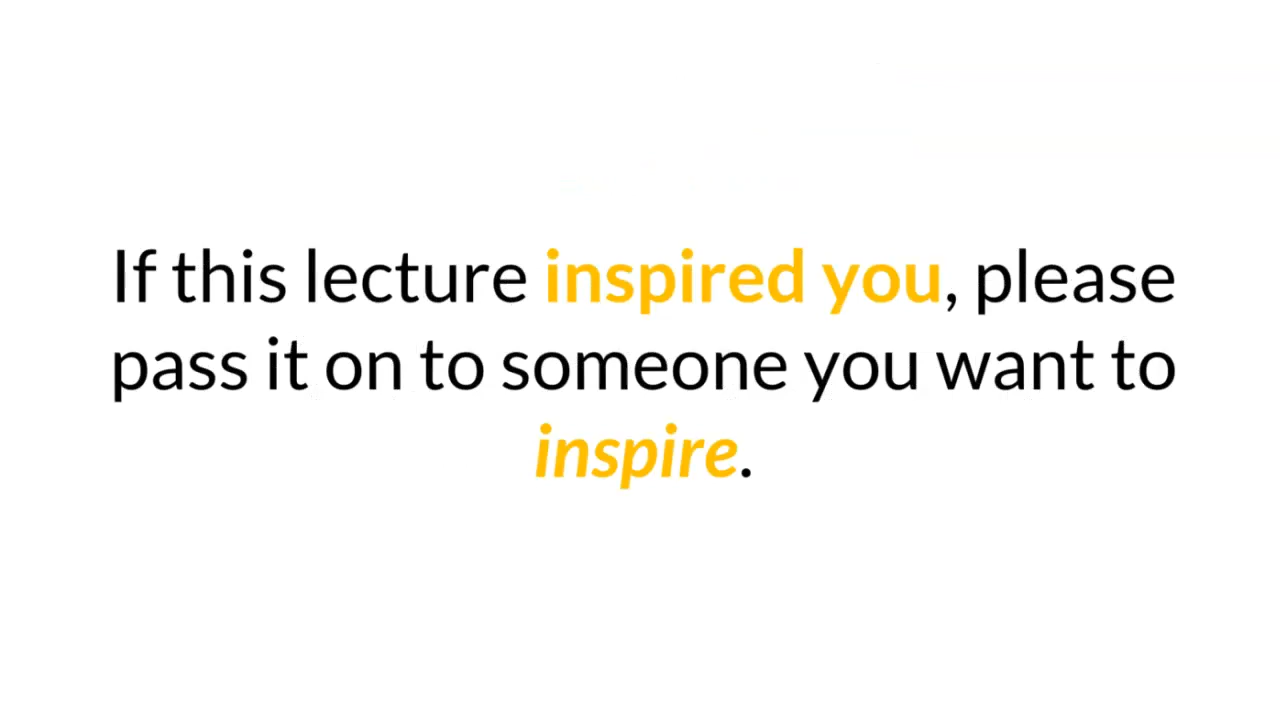 If this lecture inspired you, please
pass it on to someone you want to
inspire.